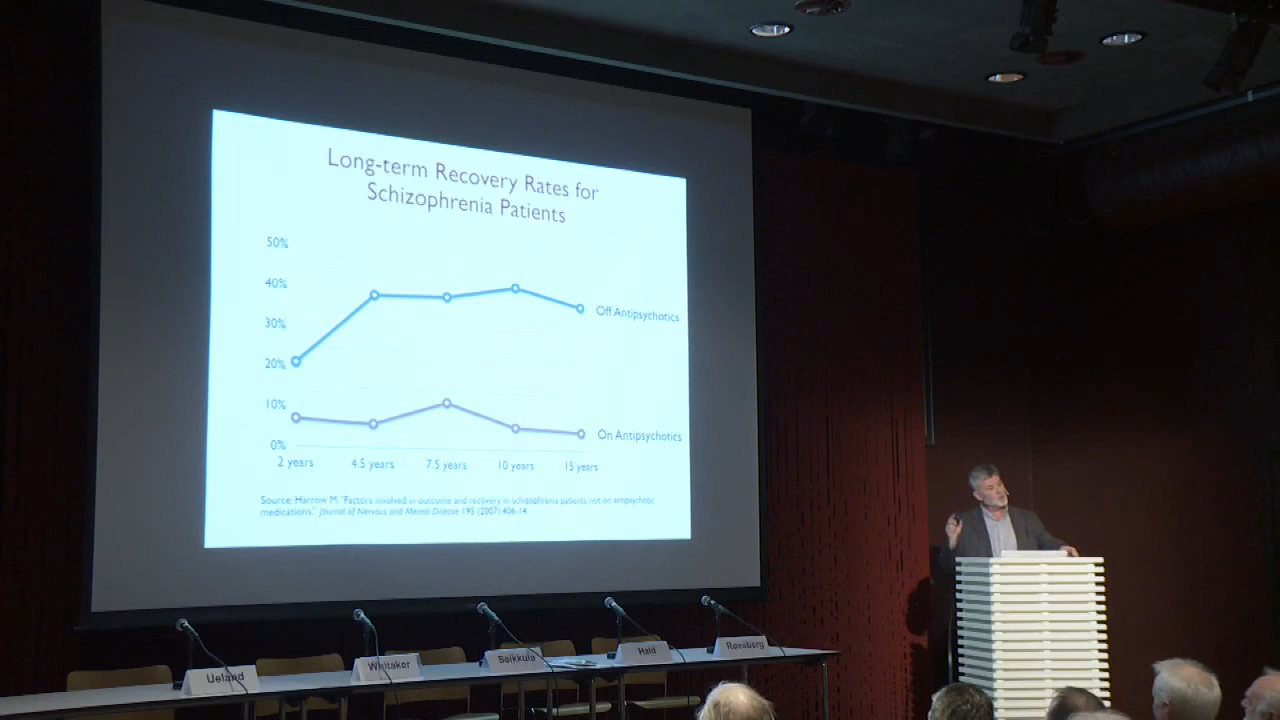 Long-term Recovery Rates for
Schizophrenia Patients
50%
40%
30%
20%
10%
0%
Off Antipsychotics
On Antipsychotics
2 years
4.5 years
7.5 years
10 years
15 years
Source: Harrow M. "Factors involved in outcome and recovery in schizophrenia patients not on antipsychotic
medications." Journal of Nervous and Mental Disease 195 (2007):406-14
Ueland
Whitaker
Seikkula
Hald
Røssberg